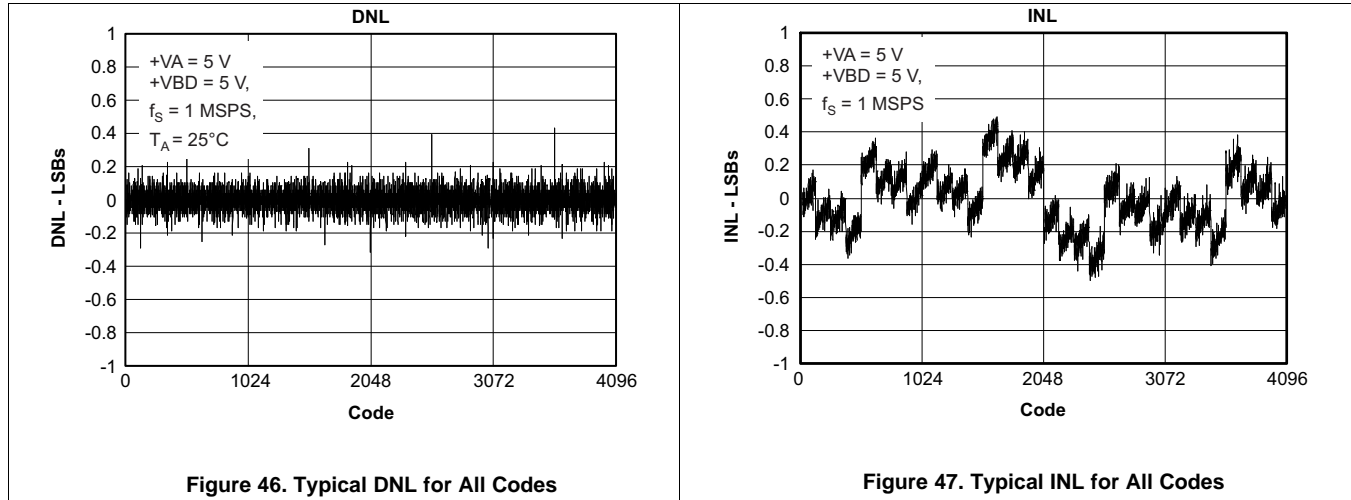 DNL
1
0.8
0.6
0.4
0.2
0
-0.2
-0.4
-0.6
-0.8
-1
DNL - LSBs
+VA = 5 V
+VBD = 5 V,
fS = 1 MSPS,
TA = 25°C
0 1024 2048 3072 4096
Code
Figure 46. Typical DNL for All Codes
INL
1
0.8
0.6
0.4
0.2
0
-0.2
-0.4
-0.6
-0.8
-1
INL - LSBs
+VA = 5 V
+VBD = 5 V,
fS = 1 MSPS
0 1024 2048 3072 4096
Code
Figure 47. Typical INL for All Codes